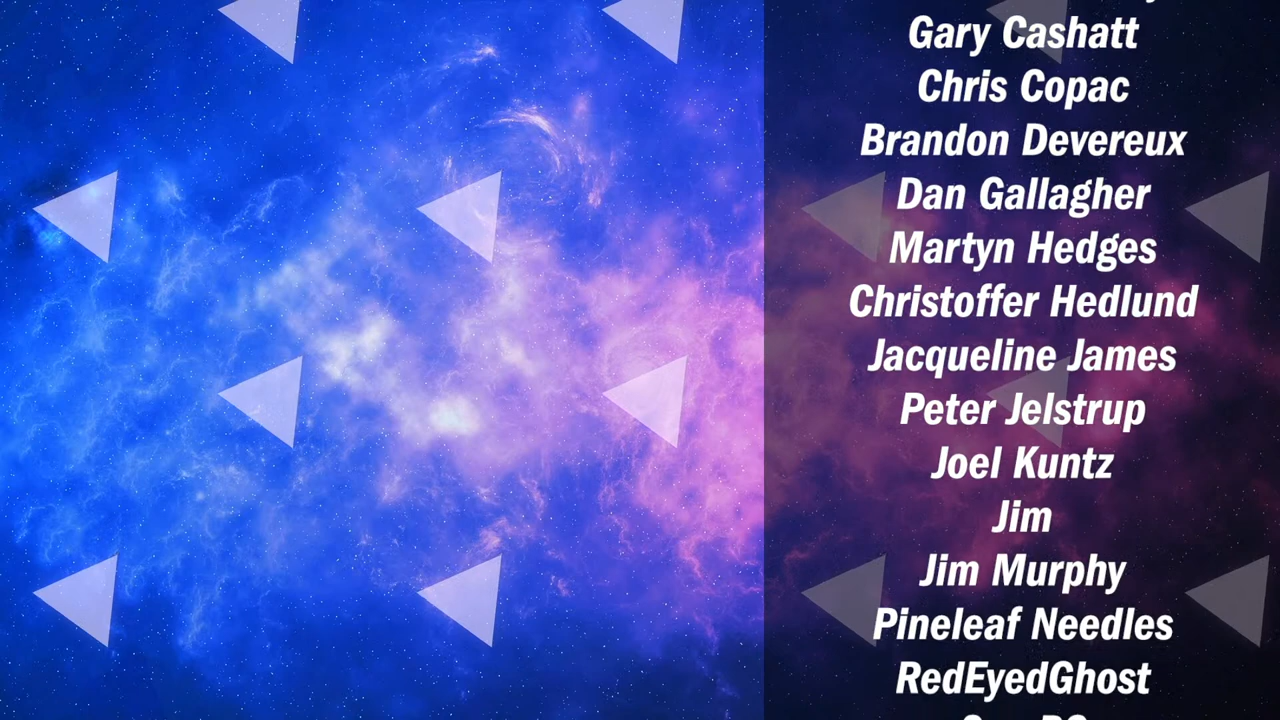 Gary Cashatt
Chris Copac
Brandon Devereux
Dan Gallagher
Martyn Hedges
Christoffer Hedlund
Jacqueline James
Peter Jelstrup
Joel Kuntz
Jim
Jim Murphy
Pineleaf Needles
RedEyedGhost